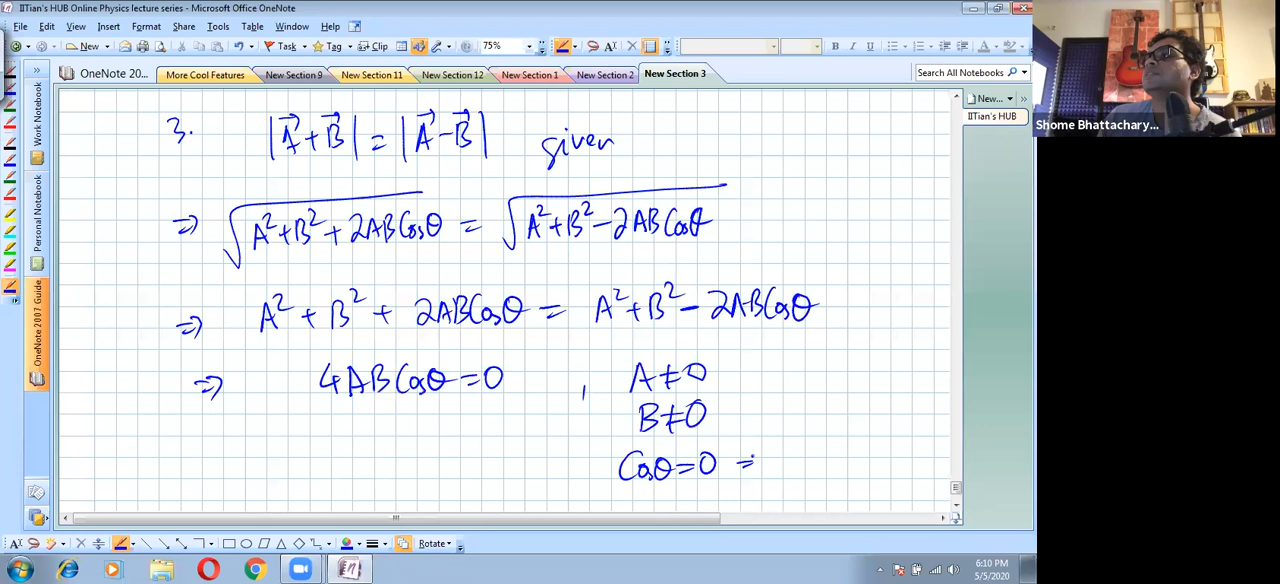 IITian's HUB Online Physics lecture series - Microsoft Office OneNote
File Edit View Insert Format Share Tools Table Window Help
New Task Tag Clip 75% B I U
OneNote 20... More Cool Features New Section 9 New Section 11 New Section 12 New Section 1 New Section 2 New Section 3 Search All Notebooks
New...
IITian's HUB
Shome Bhattachary...
Work Notebook
Personal Notebook
OneNote 2007 Guide
3. |A⃗+B⃗| = |A⃗-B⃗| given
⇒ √(A²+B²+2ABCosθ) = √(A²+B²-2ABCosθ)
⇒ A²+B²+2ABCosθ = A²+B²-2ABCosθ
⇒ 4ABCosθ=0 , A≠0
B≠0
Cosθ=0 =
Rotate
6:10 PM
5/5/2020